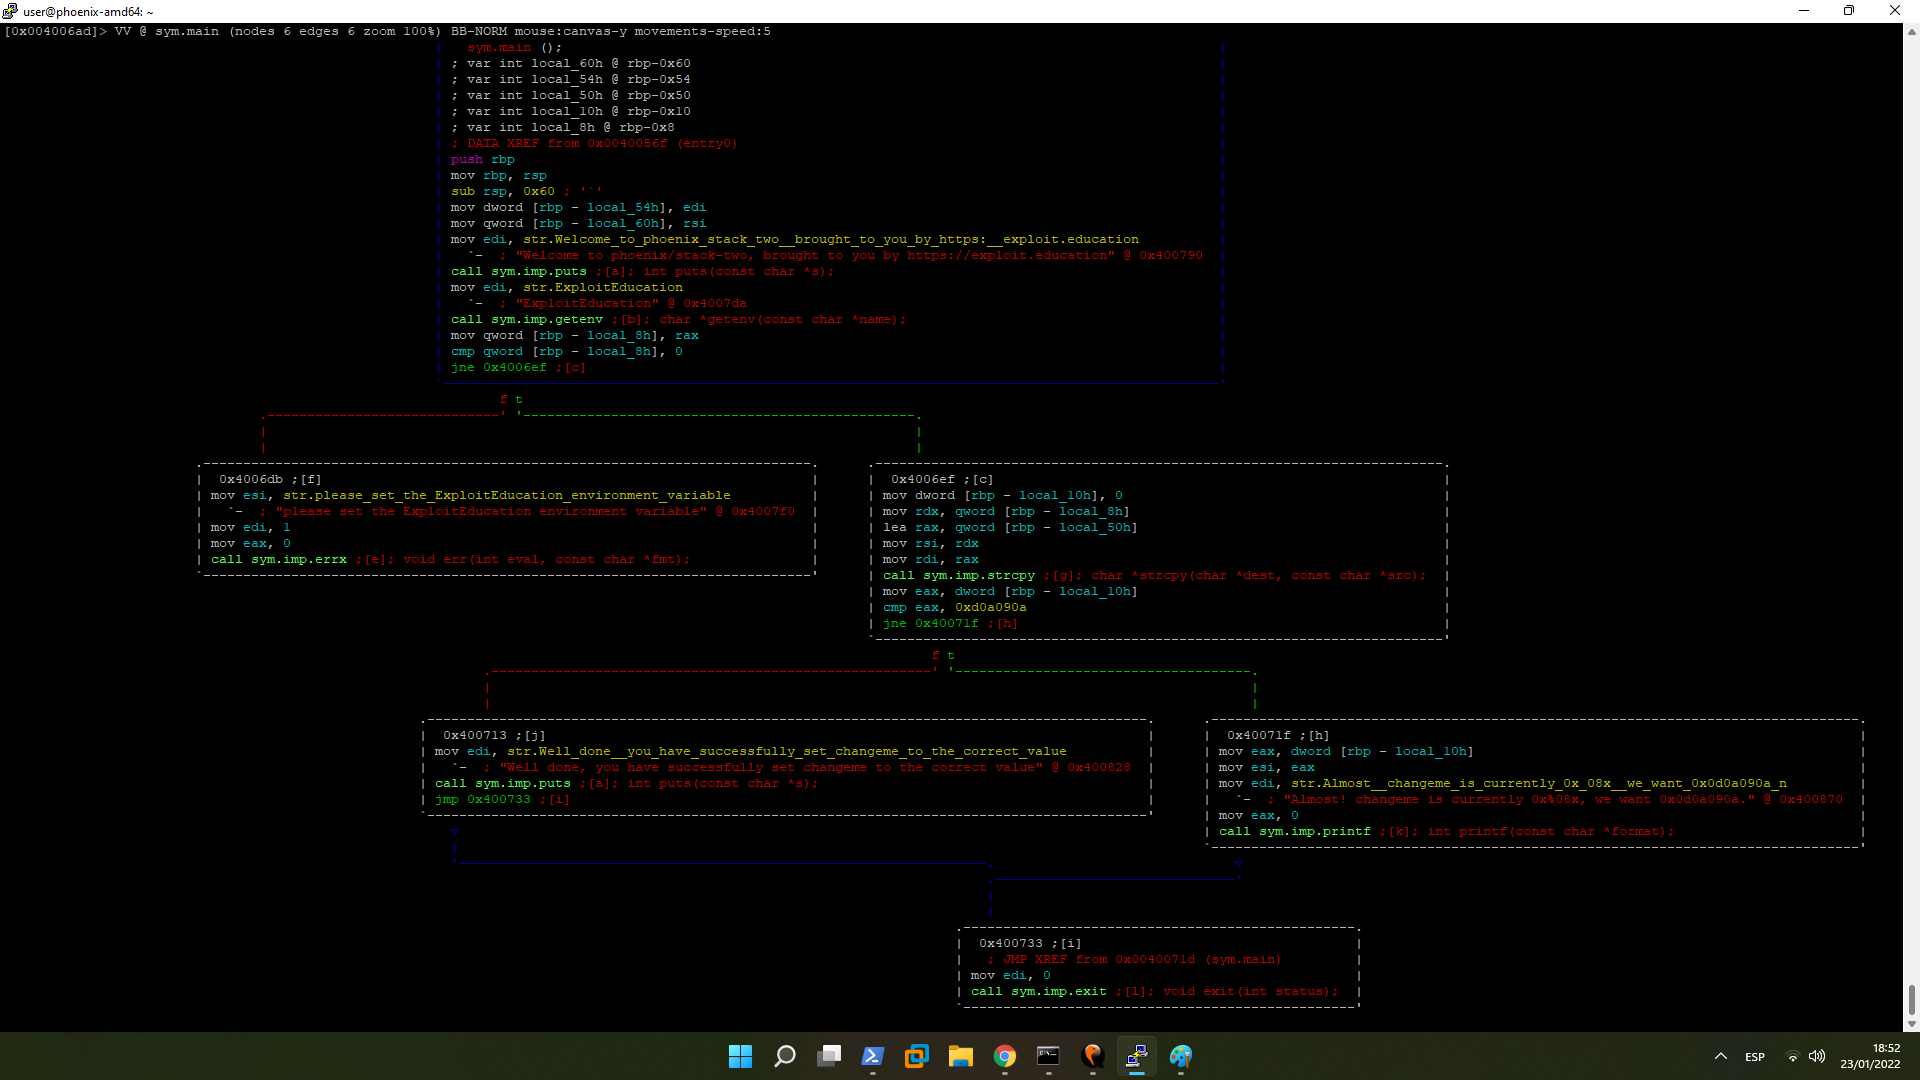 user@phoenix-amd64: ~
[0x004006ad]> VV @ sym.main (nodes 6 edges 6 zoom 100%) BB-NORM mouse:canvas-y movements-speed:5
sym.main ();
; var int local_60h @ rbp-0x60
; var int local_54h @ rbp-0x54
; var int local_50h @ rbp-0x50
; var int local_10h @ rbp-0x10
; var int local_8h @ rbp-0x8
; DATA XREF from 0x0040056f (entry0)
push rbp
mov rbp, rsp
sub rsp, 0x60 ; '`'
mov dword [rbp - local_54h], edi
mov qword [rbp - local_60h], rsi
mov edi, str.Welcome_to_phoenix_stack_two__brought_to_you_by_https:__exploit.education
`- ; "Welcome to phoenix/stack-two, brought to you by https://exploit.education" @ 0x400790
call sym.imp.puts ;[a]; int puts(const char *s);
mov edi, str.ExploitEducation
`- ; "ExploitEducation" @ 0x4007da
call sym.imp.getenv ;[b]; char *getenv(const char *name);
mov qword [rbp - local_8h], rax
cmp qword [rbp - local_8h], 0
jne 0x4006ef ;[c]
f t
0x4006db ;[f]
mov esi, str.please_set_the_ExploitEducation_environment_variable
`- ; "please set the ExploitEducation environment variable" @ 0x4007f0
mov edi, 1
mov eax, 0
call sym.imp.errx ;[e]; void err(int eval, const char *fmt);
0x4006ef ;[c]
mov dword [rbp - local_10h], 0
mov rdx, qword [rbp - local_8h]
lea rax, qword [rbp - local_50h]
mov rsi, rdx
mov rdi, rax
call sym.imp.strcpy ;[g]; char *strcpy(char *dest, const char *src);
mov eax, dword [rbp - local_10h]
cmp eax, 0xd0a090a
jne 0x40071f ;[h]
f t
0x400713 ;[j]
mov edi, str.Well_done__you_have_successfully_set_changeme_to_the_correct_value
`- ; "Well done, you have successfully set changeme to the correct value" @ 0x400828
call sym.imp.puts ;[a]; int puts(const char *s);
jmp 0x400733 ;[i]
0x40071f ;[h]
mov eax, dword [rbp - local_10h]
mov esi, eax
mov edi, str.Almost__changeme_is_currently_0x_08x__we_want_0x0d0a090a_n
`- ; "Almost! changeme is currently 0x%08x, we want 0x0d0a090a." @ 0x400870
mov eax, 0
call sym.imp.printf ;[k]; int printf(const char *format);
v
v
0x400733 ;[i]
; JMP XREF from 0x0040071d (sym.main)
mov edi, 0
call sym.imp.exit ;[l]; void exit(int status);
ESP
18:52
23/01/2022